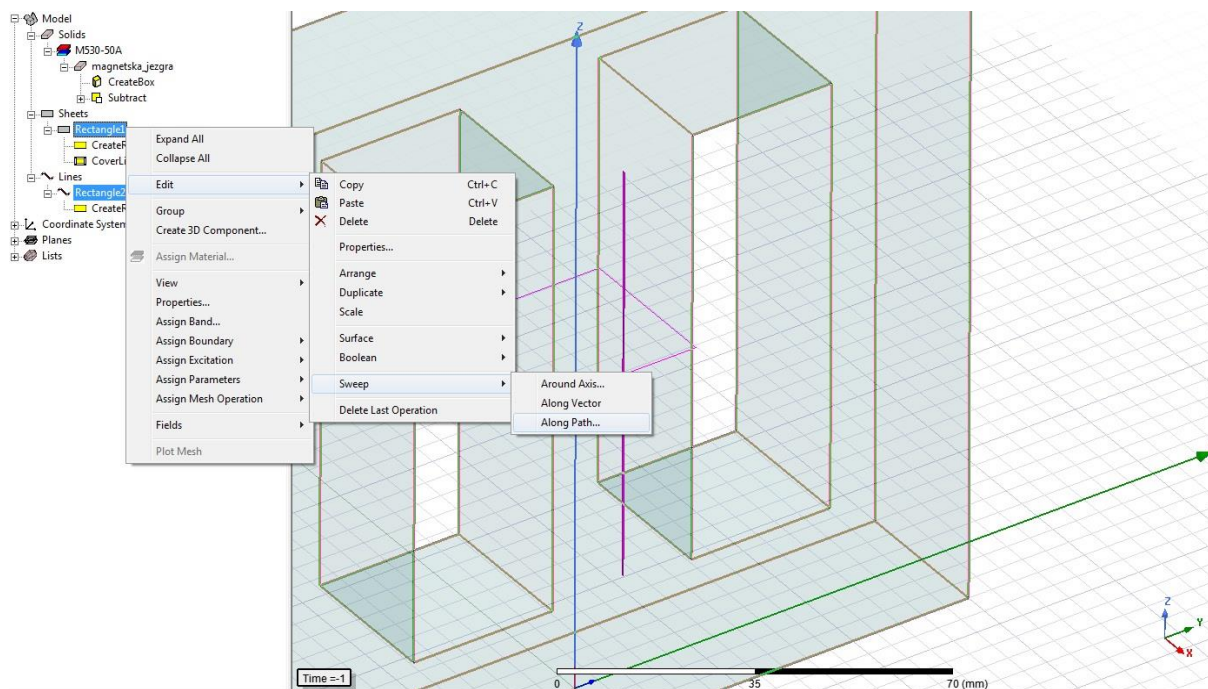 Model
Solids
M530-50A
magnetska_jezgra
CreateBox
Subtract
Sheets
Rectangle1
CreateR
CoverLi
Lines
Rectangle2
CreateR
Coordinate System
Planes
Lists
Expand All
Collapse All
Edit
Group
Create 3D Component...
Assign Material...
View
Properties...
Assign Band...
Assign Boundary
Assign Excitation
Assign Parameters
Assign Mesh Operation
Fields
Plot Mesh
Copy Ctrl+C
Paste Ctrl+V
Delete Delete
Properties...
Arrange
Duplicate
Scale
Surface
Boolean
Sweep
Delete Last Operation
Around Axis...
Along Vector
Along Path...
Z
Z
Y
X
Time =-1
0 35 70 (mm)